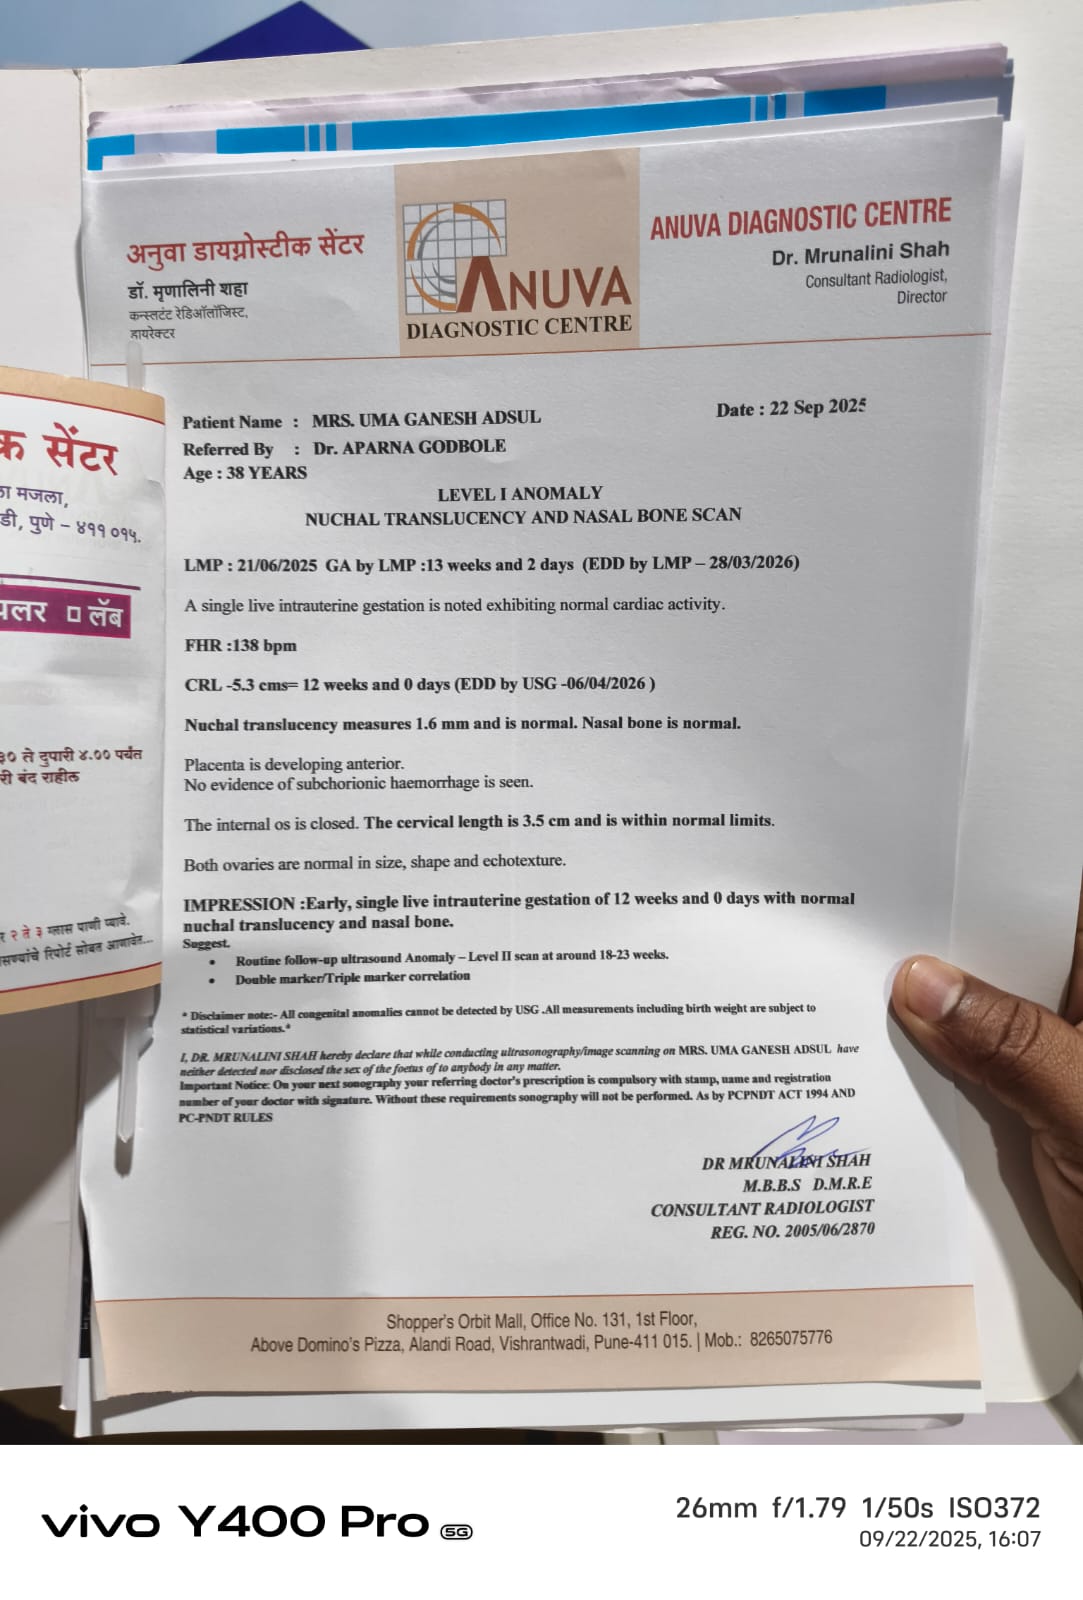 अनुवा डायग्नोस्टीक सेंटर
डॉ. मृणालिनी शहा
कन्स्लटंट रेडिऑलॉजिस्ट,
डायरेक्टर
ANUVA
DIAGNOSTIC CENTRE
ANUVA DIAGNOSTIC CENTRE
Dr. Mrunalini Shah
Consultant Radiologist,
Director
क सेंटर
मजला,
डी, पुणे – ४११ ०१५.
पलर □ लॅब
३० ते दुपारी ४.०० पर्यंत
री बंद राहील
र २ ते ३ ग्लास पाणी प्यावे.
रिपोर्ट सोबत आणावेत...
Patient Name : MRS. UMA GANESH ADSUL
Date : 22 Sep 2025
Referred By : Dr. APARNA GODBOLE
Age : 38 YEARS
LEVEL I ANOMALY
NUCHAL TRANSLUCENCY AND NASAL BONE SCAN
LMP : 21/06/2025 GA by LMP :13 weeks and 2 days (EDD by LMP – 28/03/2026)
A single live intrauterine gestation is noted exhibiting normal cardiac activity.
FHR :138 bpm
CRL -5.3 cms= 12 weeks and 0 days (EDD by USG -06/04/2026 )
Nuchal translucency measures 1.6 mm and is normal. Nasal bone is normal.
Placenta is developing anterior.
No evidence of subchorionic haemorrhage is seen.
The internal os is closed. The cervical length is 3.5 cm and is within normal limits.
Both ovaries are normal in size, shape and echotexture.
IMPRESSION :Early, single live intrauterine gestation of 12 weeks and 0 days with normal
nuchal translucency and nasal bone.
Suggest.
• Routine follow-up ultrasound Anomaly – Level II scan at around 18-23 weeks.
• Double marker/Triple marker correlation
* Disclaimer note:- All congenital anomalies cannot be detected by USG .All measurements including birth weight are subject to
statistical variations.*
I, DR. MRUNALINI SHAH hereby declare that while conducting ultrasonography/image scanning on MRS. UMA GANESH ADSUL have
neither detected nor disclosed the sex of the foetus of to anybody in any matter.
Important Notice: On your next sonography your referring doctor's prescription is compulsory with stamp, name and registration
number of your doctor with signature. Without these requirements sonography will not be performed. As by PCPNDT ACT 1994 AND
PC-PNDT RULES
DR MRUNALINI SHAH
M.B.B.S D.M.R.E
CONSULTANT RADIOLOGIST
REG. NO. 2005/06/2870
Shopper's Orbit Mall, Office No. 131, 1st Floor,
Above Domino's Pizza, Alandi Road, Vishrantwadi, Pune-411 015. | Mob.: 8265075776
vivo Y400 Pro 5G
26mm f/1.79 1/50s ISO372
09/22/2025, 16:07